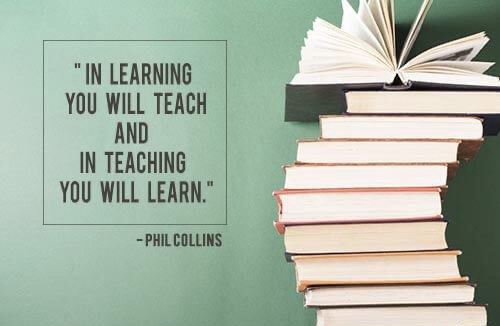 " IN LEARNING
YOU WILL TEACH
AND
IN TEACHING
YOU WILL LEARN."
– PHIL COLLINS